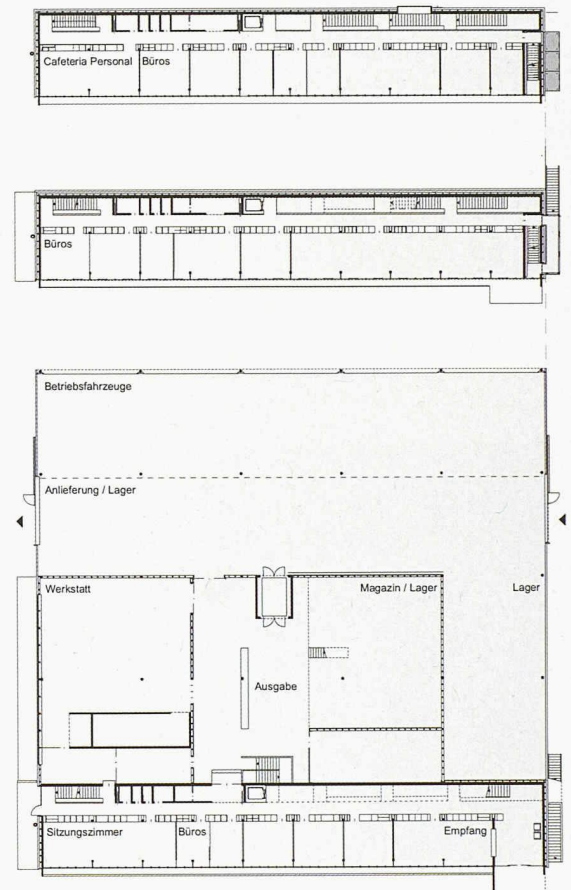 Cafeteria Personal Büros
Büros
Betriebsfahrzeuge
Anlieferung / Lager
Werkstatt Magazin / Lager Lager
Ausgabe
Sitzungszimmer Büros Empfang